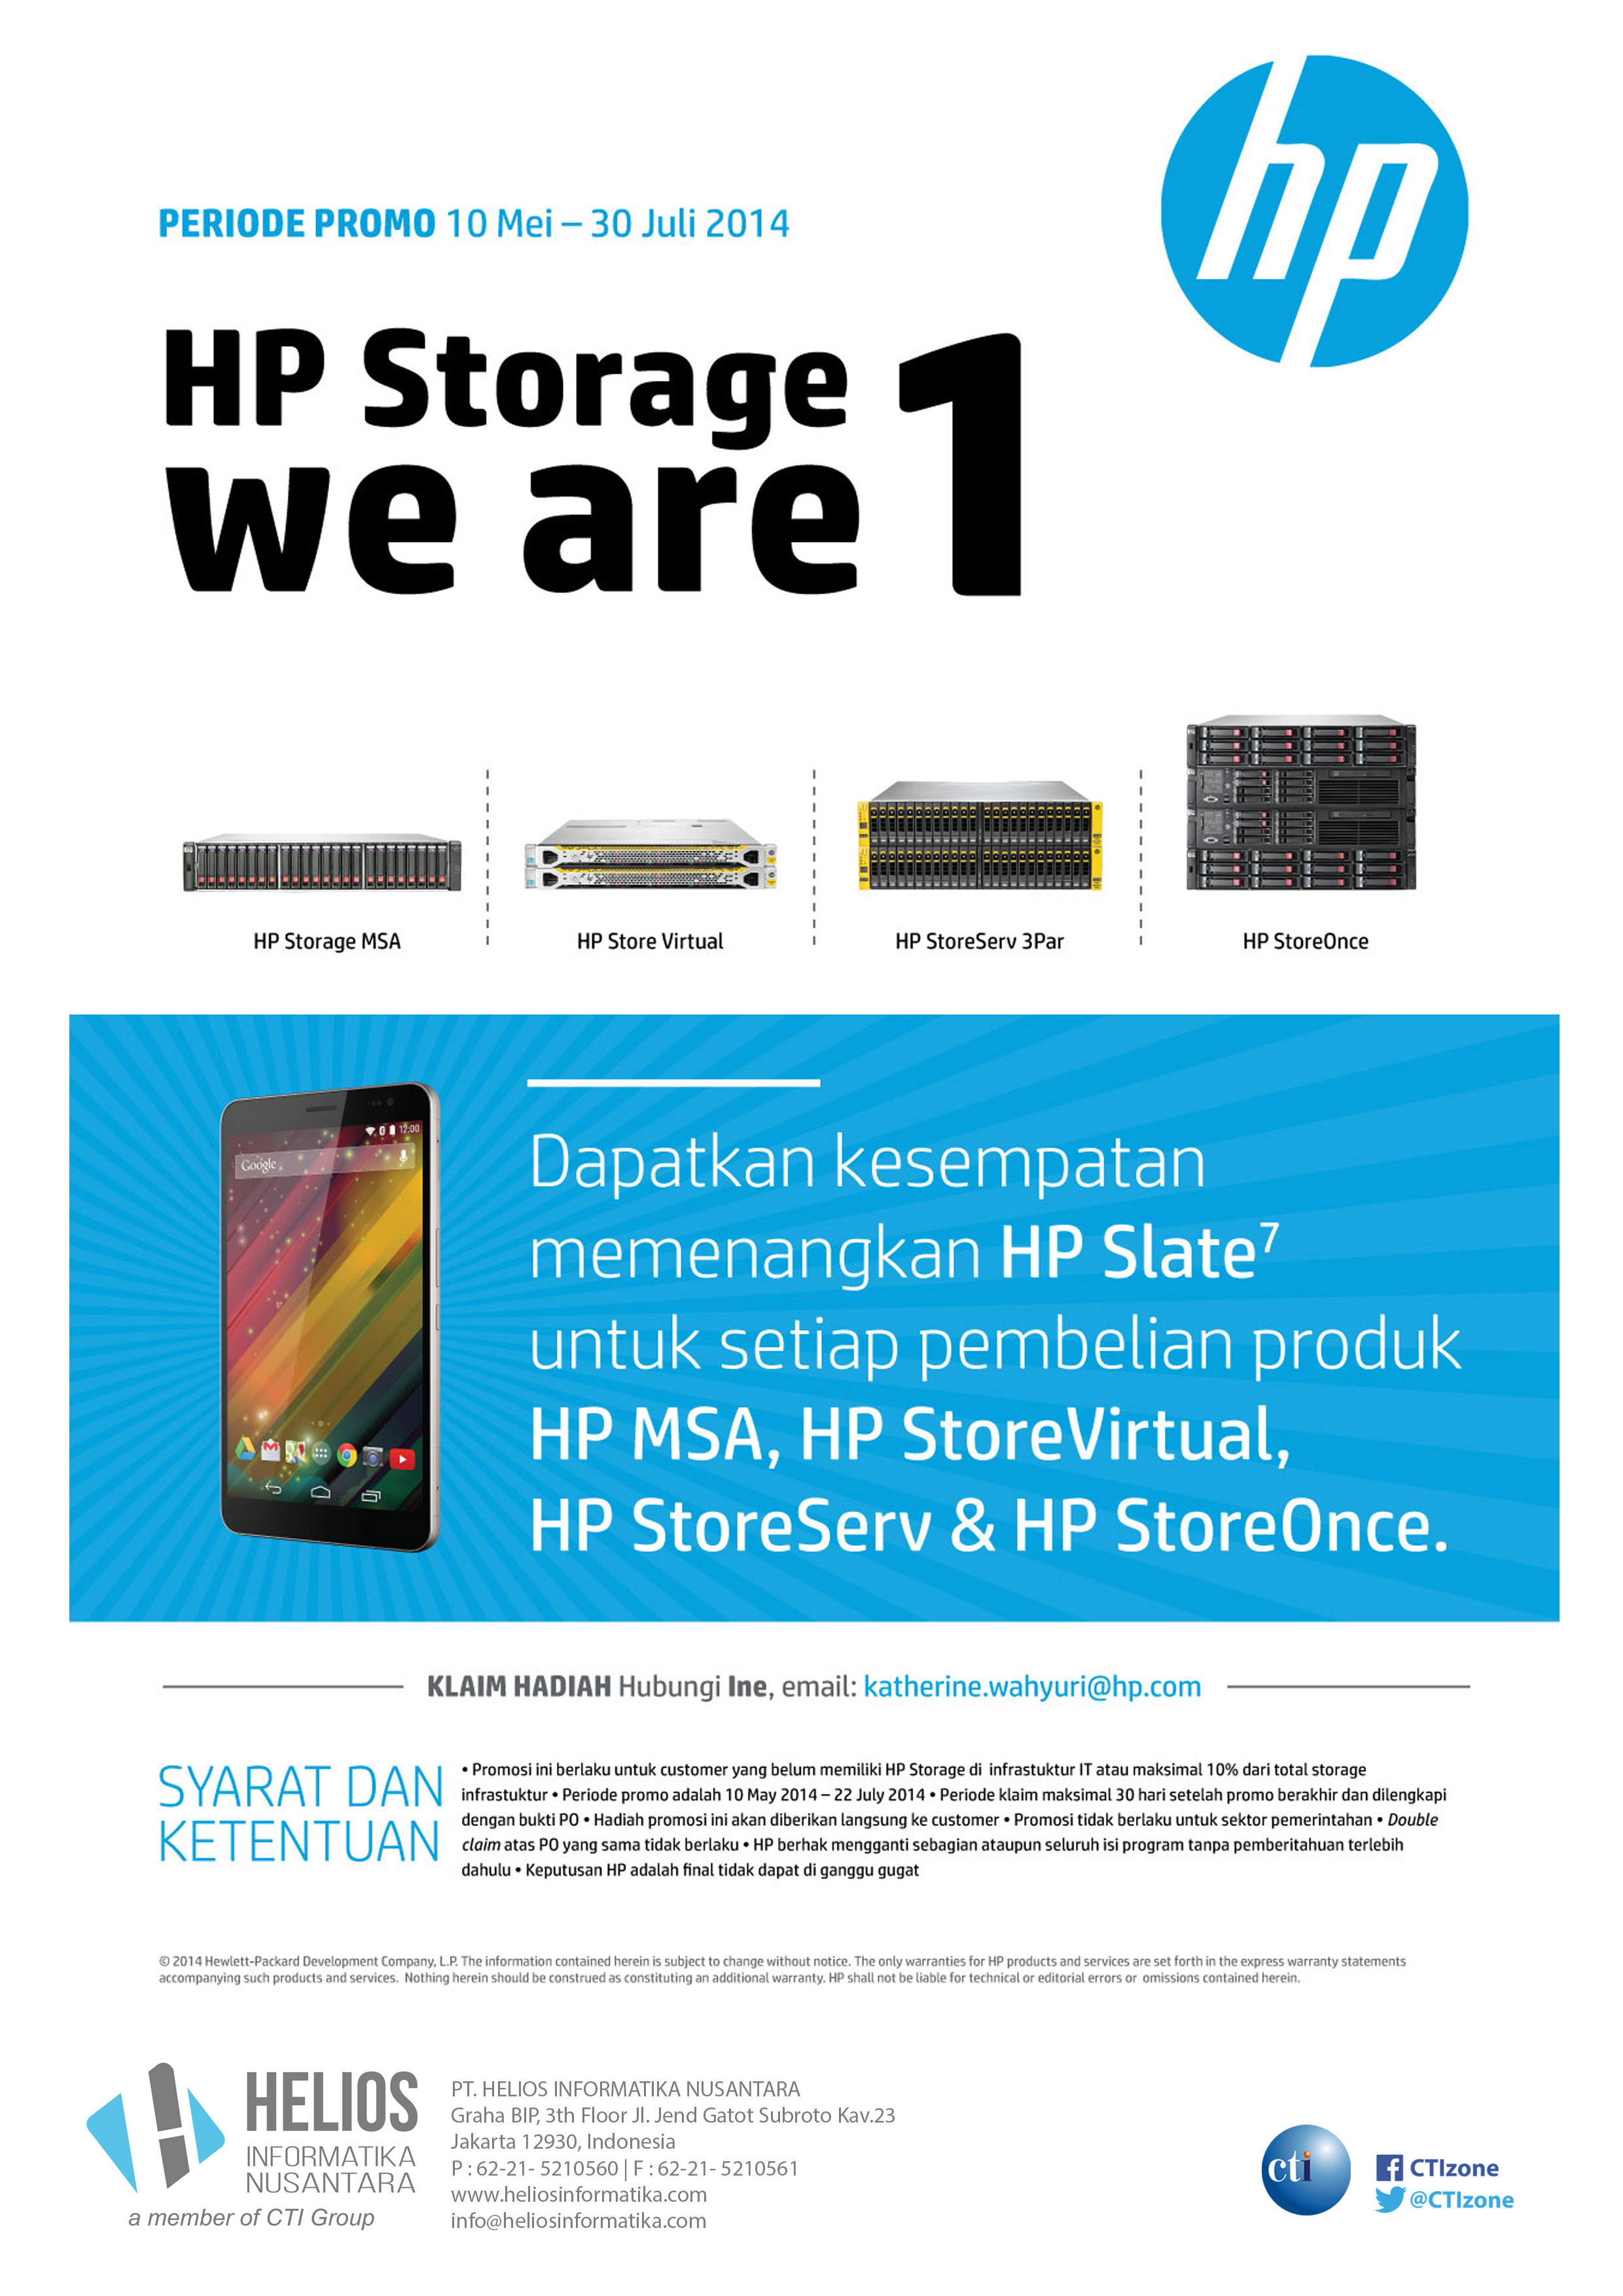 hp
PERIODE PROMO 10 Mei – 30 Juli 2014
HP Storage
we are 1
HP Storage MSA
HP Store Virtual
HP StoreServ 3Par
HP StoreOnce
12:00
Google
Dapatkan kesempatan
memenangkan HP Slate7
untuk setiap pembelian produk
HP MSA, HP StoreVirtual,
HP StoreServ & HP StoreOnce.
KLAIM HADIAH Hubungi Ine, email: katherine.wahyuri@hp.com
SYARAT DAN
KETENTUAN
• Promosi ini berlaku untuk customer yang belum memiliki HP Storage di infrastuktur IT atau maksimal 10% dari total storage
infrastuktur • Periode promo adalah 10 May 2014 – 22 July 2014 • Periode klaim maksimal 30 hari setelah promo berakhir dan dilengkapi
dengan bukti PO • Hadiah promosi ini akan diberikan langsung ke customer • Promosi tidak berlaku untuk sektor pemerintahan • Double
claim atas PO yang sama tidak berlaku • HP berhak mengganti sebagian ataupun seluruh isi program tanpa pemberitahuan terlebih
dahulu • Keputusan HP adalah final tidak dapat di ganggu gugat
© 2014 Hewlett-Packard Development Company, L.P. The information contained herein is subject to change without notice. The only warranties for HP products and services are set forth in the express warranty statements
accompanying such products and services. Nothing herein should be construed as constituting an additional warranty. HP shall not be liable for technical or editorial errors or omissions contained herein.
HELIOS
INFORMATIKA
NUSANTARA
a member of CTI Group
PT. HELIOS INFORMATIKA NUSANTARA
Graha BIP, 3th Floor Jl. Jend Gatot Subroto Kav.23
Jakarta 12930, Indonesia
P : 62-21- 5210560 | F : 62-21- 5210561
www.heliosinformatika.com
info@heliosinformatika.com
cti
CTIzone
@CTIzone